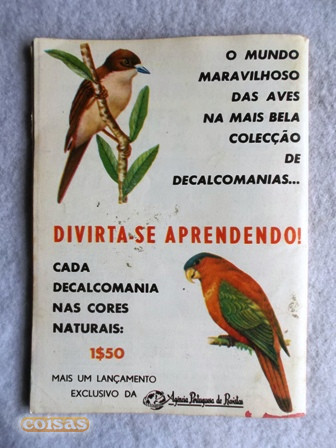 O MUNDO
MARAVILHOSO
DAS AVES
NA MAIS BELA
COLECÇÃO
DE
DECALCOMANIAS...
DIVIRTA-SE APRENDENDO!
CADA
DECALCOMANIA
NAS CORES
NATURAIS:
1$50
MAIS UM LANÇAMENTO
EXCLUSIVO DA Agência Portuguesa de Revistas
coisas